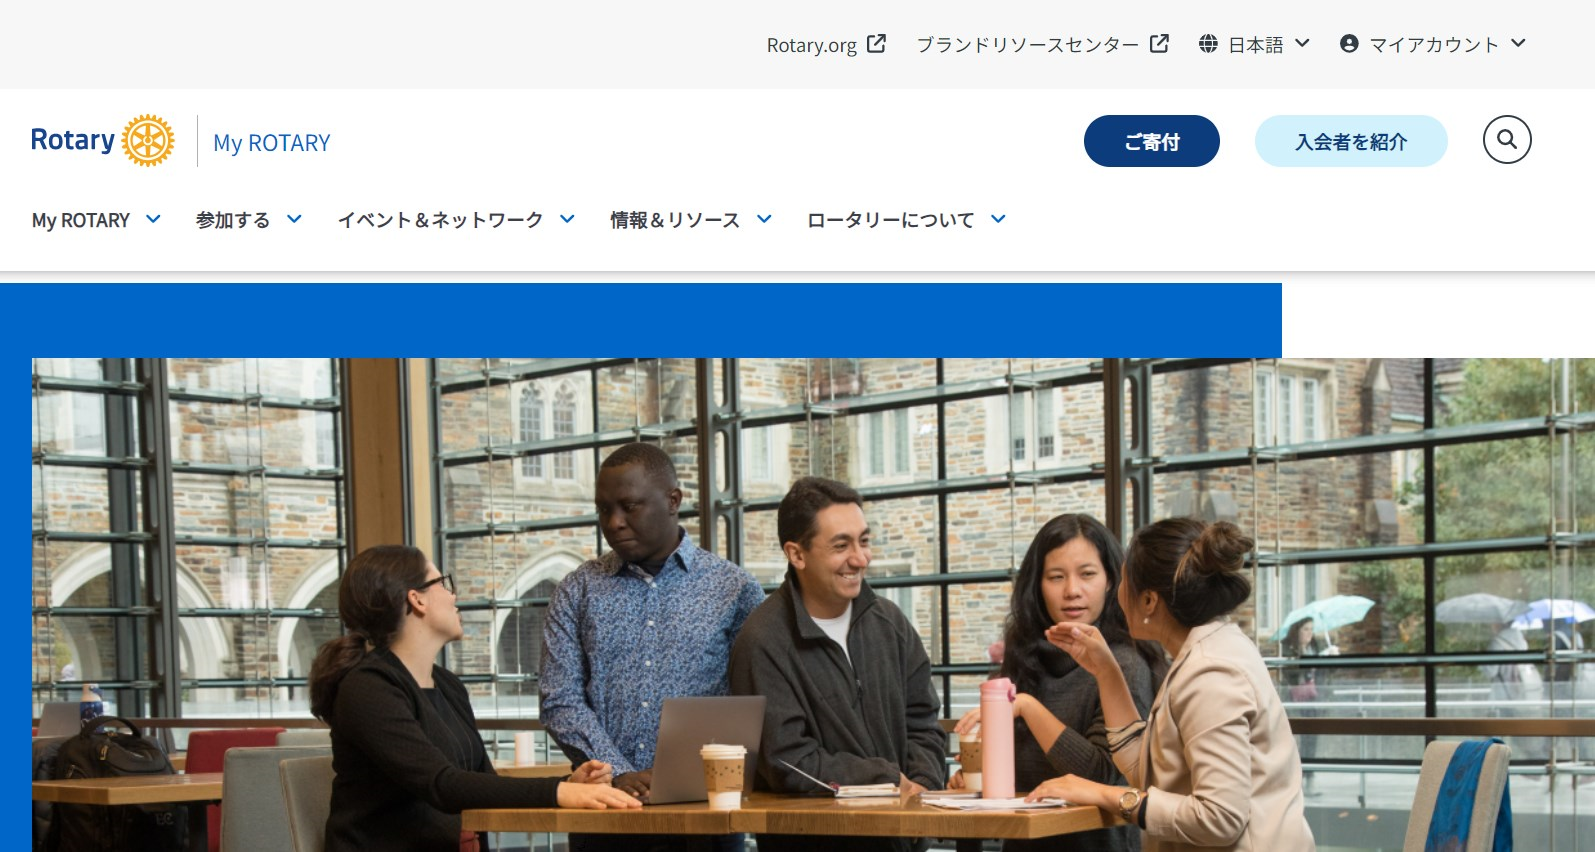 Rotary.org ブランドリソースセンター 日本語 マイアカウント
Rotary My ROTARY ご寄付 入会者を紹介
My ROTARY 参加する イベント＆ネットワーク 情報＆リソース ロータリーについて